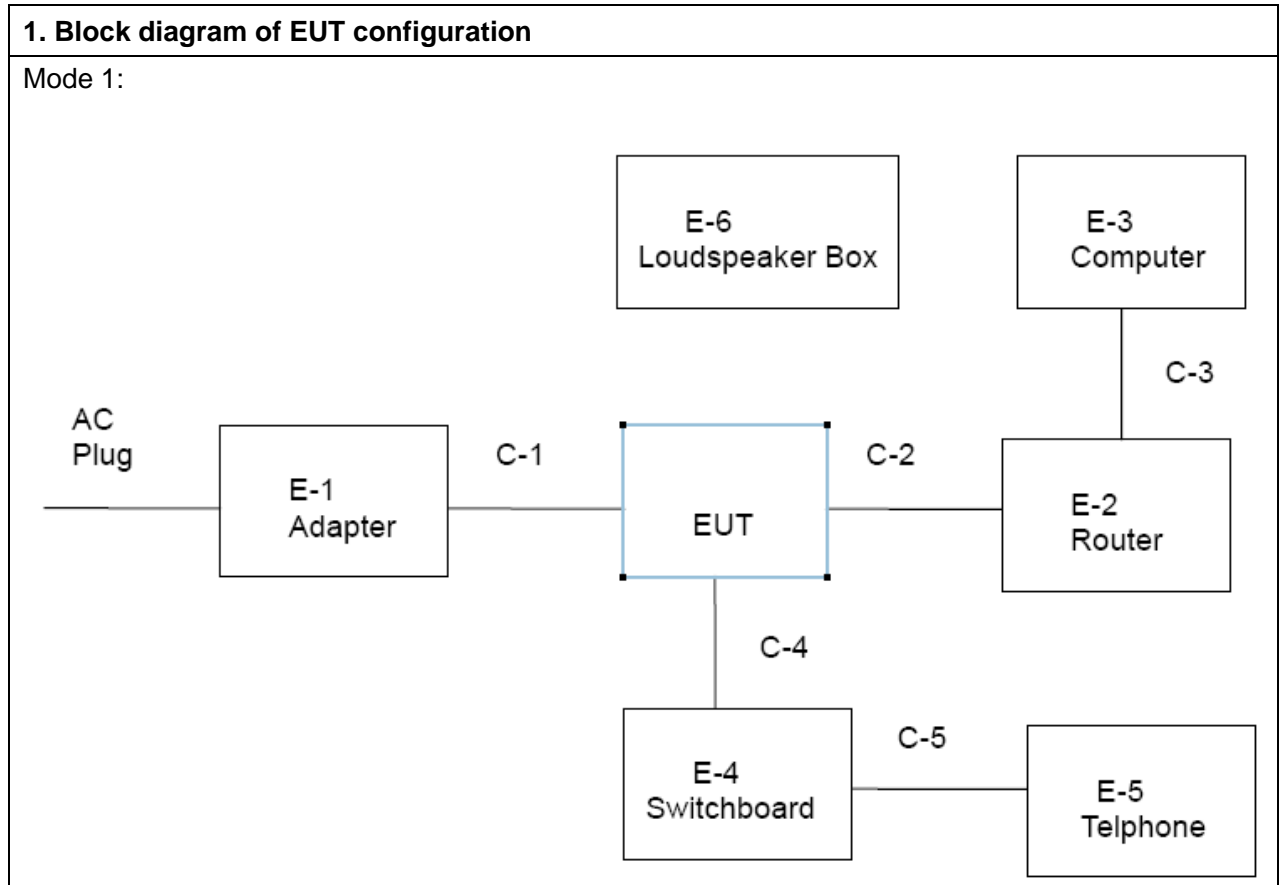 1. Block diagram of EUT configuration
Mode 1:
E-6
Loudspeaker Box
E-3
Computer
C-3
AC
Plug
E-1
Adapter
C-1
EUT
C-2
E-2
Router
C-4
E-4
Switchboard
C-5
E-5
Telphone